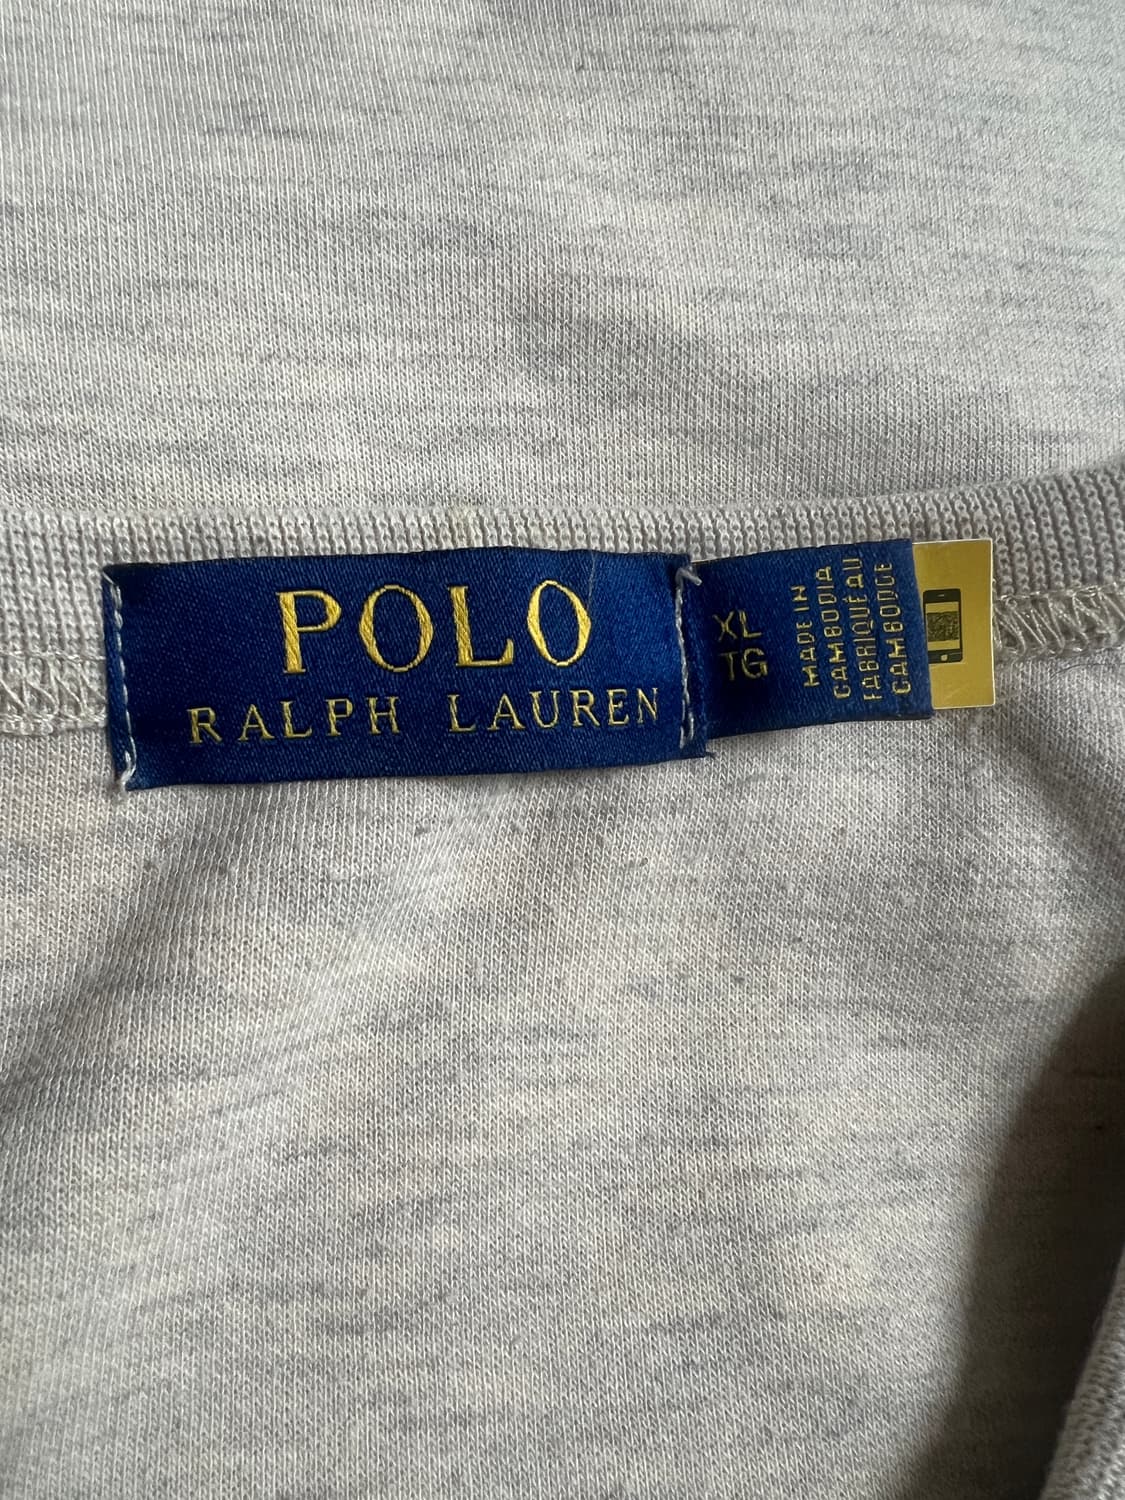 POLO
RALPH LAUREN
XL
TG
MADE IN
CAMBODIA
FABRIQUÉ AU
CAMBODGE